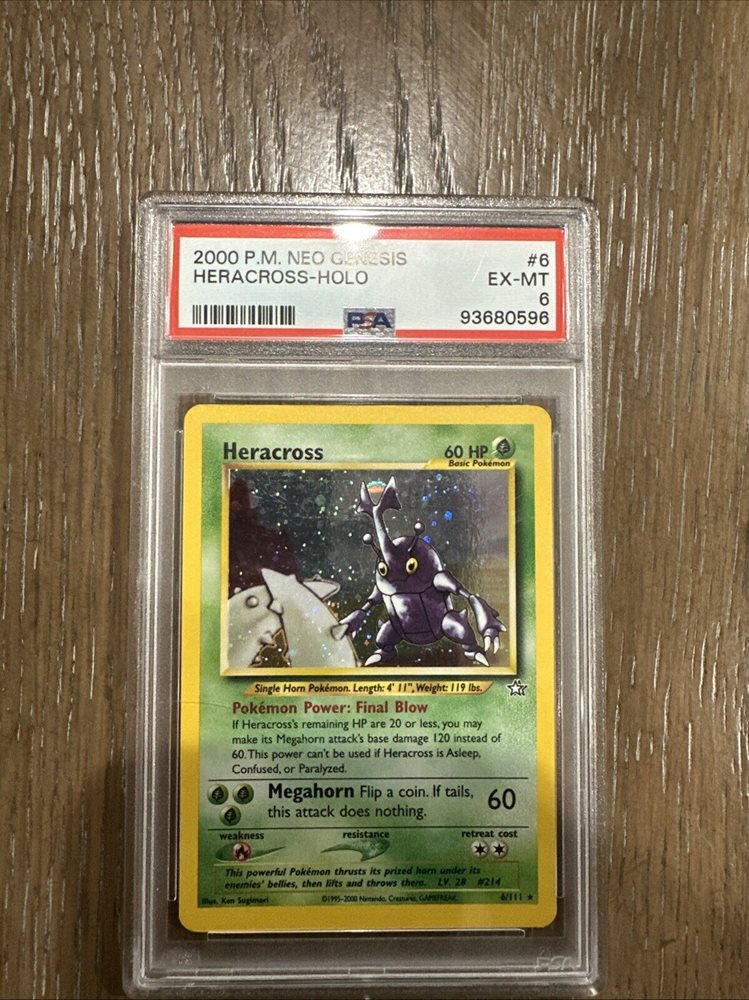 2000 P.M. NEO GENESIS #6
HERACROSS-HOLO EX-MT
6
PSA 93680596
Heracross 60 HP
Basic Pokémon
Single Horn Pokémon. Length: 4' 11", Weight: 119 lbs.
Pokémon Power: Final Blow
If Heracross's remaining HP are 20 or less, you may
make its Megahorn attack's base damage 120 instead of
60. This power can't be used if Heracross is Asleep,
Confused, or Paralyzed.
Megahorn Flip a coin. If tails, 60
this attack does nothing.
weakness resistance retreat cost
This powerful Pokémon thrusts its prized horn under its
enemies' bellies, then lifts and throws them. LV. 28 #214
Illus. Ken Sugimori ©1995-2000 Nintendo, Creatures, GAMEFREAK. 6/111 ★
PSA